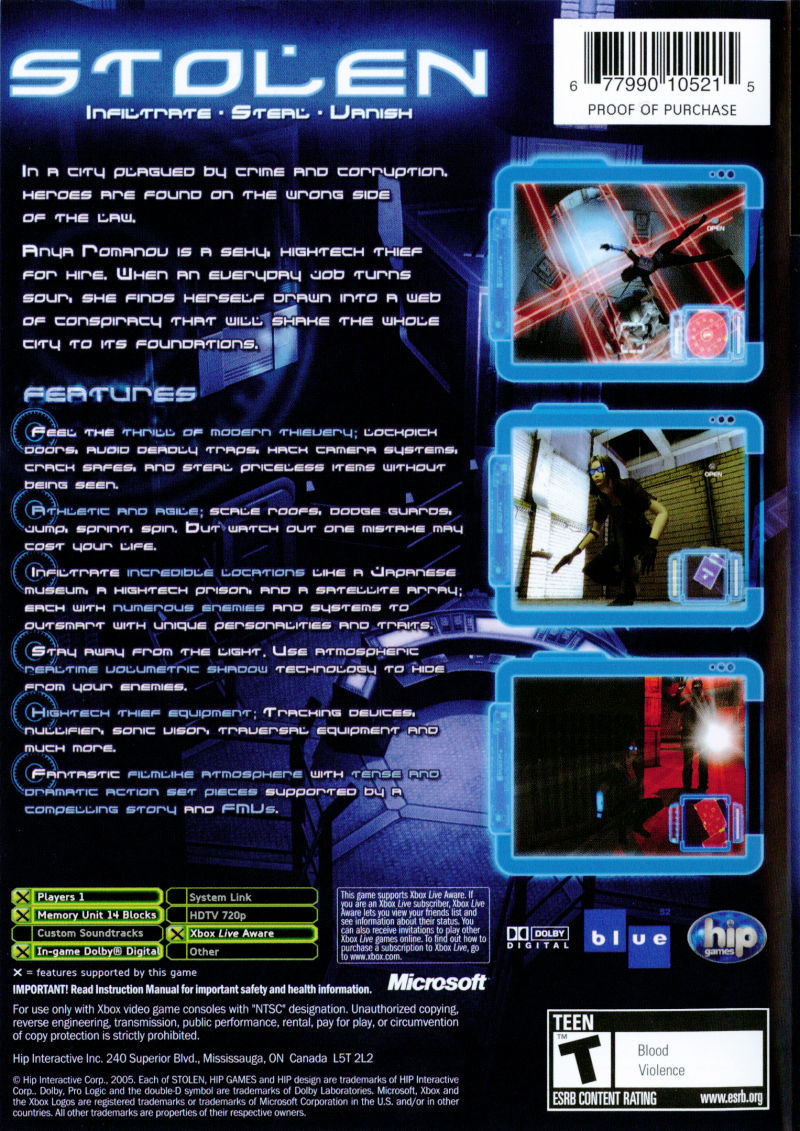 STOLEN
INFILTRATE · STEAL · VANISH
6 77990 10521 5
PROOF OF PURCHASE
IN A CITY PLAGUED BY CRIME AND CORRUPTION,
HEROES ARE FOUND ON THE WRONG SIDE
OF THE LAW.
ANYA ROMANOV IS A SEXY, HIGHTECH THIEF
FOR HIRE. WHEN AN EVERYDAY JOB TURNS
SOUR, SHE FINDS HERSELF DRAWN INTO A WEB
OF CONSPIRACY THAT WILL SHAKE THE WHOLE
CITY TO ITS FOUNDATIONS.
FEATURES
FEEL THE THRILL OF MODERN THIEVERY; LOCKPICK
DOORS, AVOID DEADLY TRAPS, HACK CAMERA SYSTEMS,
CRACK SAFES, AND STEAL PRICELESS ITEMS WITHOUT
BEING SEEN.
ATHLETIC AND AGILE; SCALE ROOFS, DODGE GUARDS,
JUMP, SPRINT, SPIN. BUT WATCH OUT ONE MISTAKE MAY
COST YOUR LIFE.
INFILTRATE INCREDIBLE LOCATIONS LIKE A JAPANESE
MUSEUM, A HIGHTECH PRISON, AND A SATELLITE ARRAY;
EACH WITH NUMEROUS ENEMIES AND SYSTEMS TO
OUTSMART WITH UNIQUE PERSONALITIES AND TRAITS.
STAY AWAY FROM THE LIGHT. USE ATMOSPHERIC
REALTIME VOLUMETRIC SHADOW TECHNOLOGY TO HIDE
FROM YOUR ENEMIES.
HIGHTECH THIEF EQUIPMENT; TRACKING DEVICES,
NULLIFIER, SONIC VISON, TRAVERSAL EQUIPMENT AND
MUCH MORE.
FANTASTIC FILMLIKE ATMOSPHERE WITH TENSE AND
DRAMATIC ACTION SET PIECES SUPPORTED BY A
COMPELLING STORY AND FMVS.
OPEN
OPEN
X Players 1
X Memory Unit 14 Blocks
Custom Soundtracks
X In-game Dolby® Digital
System Link
HDTV 720p
X Xbox Live Aware
Other
X = features supported by this game
This game supports Xbox Live Aware. If
you are an Xbox Live subscriber, Xbox Live
Aware lets you view your friends list and
see information about their status. You
can also receive invitations to play other
Xbox Live games online. To find out how to
purchase a subscription to Xbox Live, go
to www.xbox.com.
DOLBY
DIGITAL
blue
52
hip
games
Microsoft
IMPORTANT! Read Instruction Manual for important safety and health information.
For use only with Xbox video game consoles with "NTSC" designation. Unauthorized copying,
reverse engineering, transmission, public performance, rental, pay for play, or circumvention
of copy protection is strictly prohibited.
Hip Interactive Inc. 240 Superior Blvd., Mississauga, ON Canada L5T 2L2
© Hip Interactive Corp., 2005. Each of STOLEN, HIP GAMES and HIP design are trademarks of HIP Interactive
Corp.. Dolby, Pro Logic and the double-D symbol are trademarks of Dolby Laboratories. Microsoft, Xbox and
the Xbox Logos are registered trademarks or trademarks of Microsoft Corporation in the U.S. and/or in other
countries. All other trademarks are properties of their respective owners.
TEEN
T™
Blood
Violence
ESRB CONTENT RATING www.esrb.org